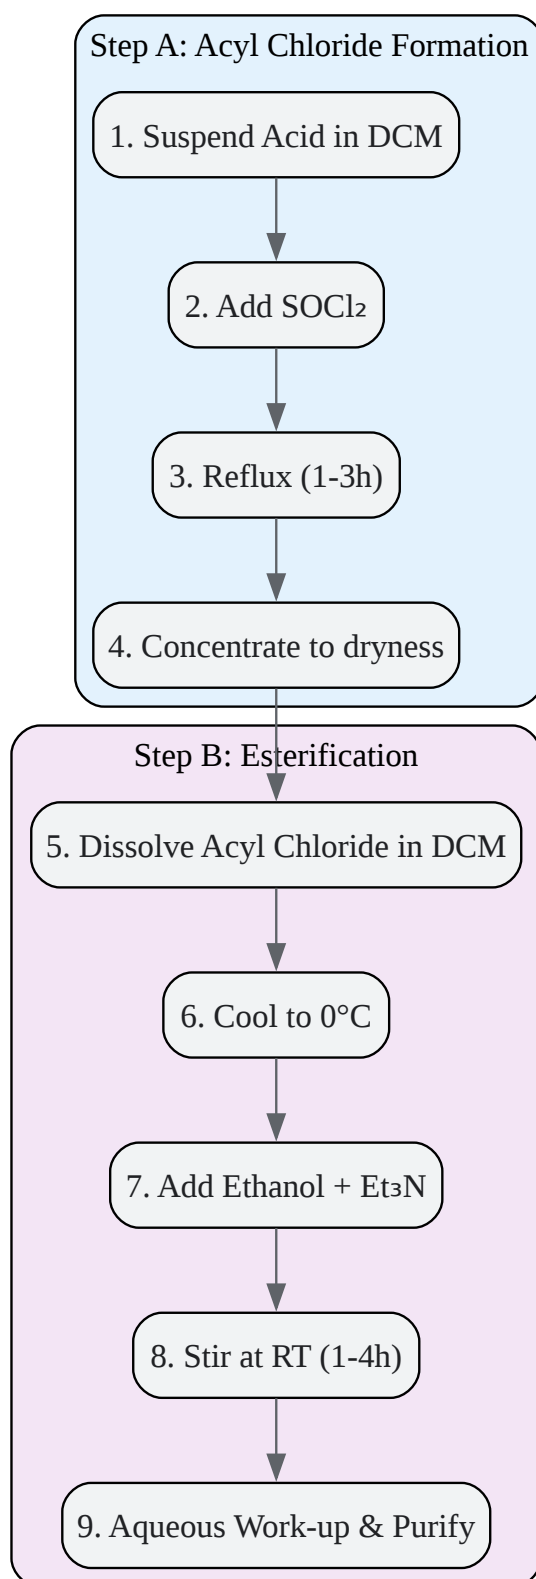 Step A: Acyl Chloride Formation
1. Suspend Acid in DCM
2. Add SOCl₂
3. Reflux (1-3h)
4. Concentrate to dryness
Step B: Esterification
5. Dissolve Acyl Chloride in DCM
6. Cool to 0°C
7. Add Ethanol + Et₃N
8. Stir at RT (1-4h)
9. Aqueous Work-up & Purify